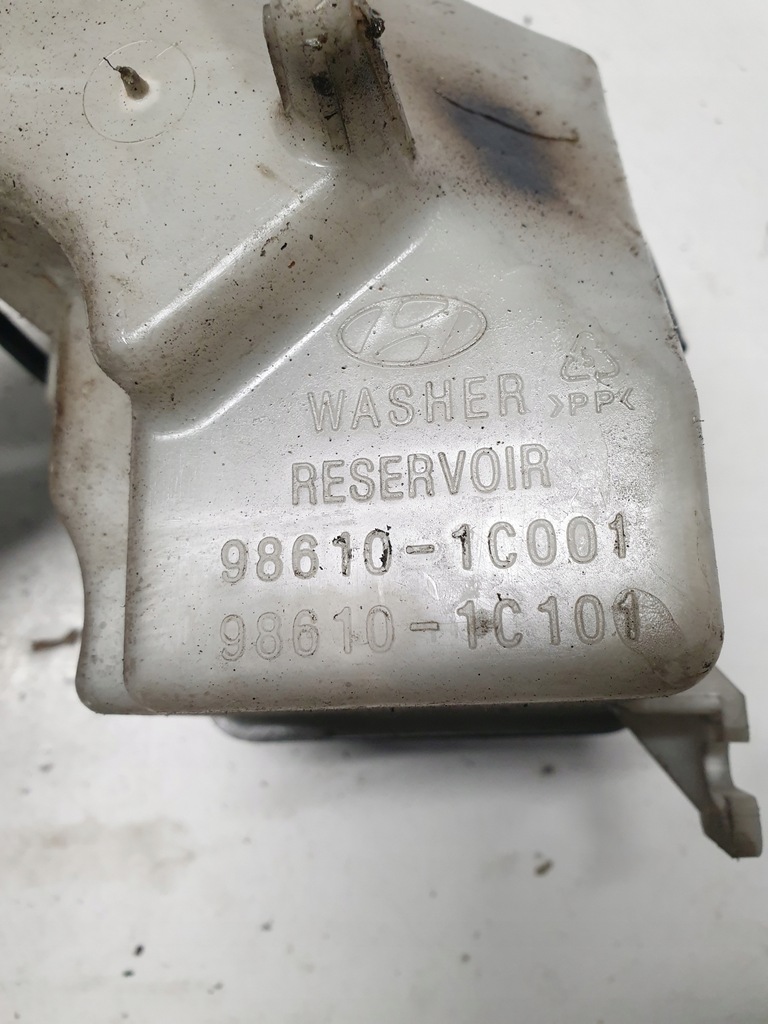 WASHER
>PP<
RESERVOIR
98610-1C001
98610-1C101